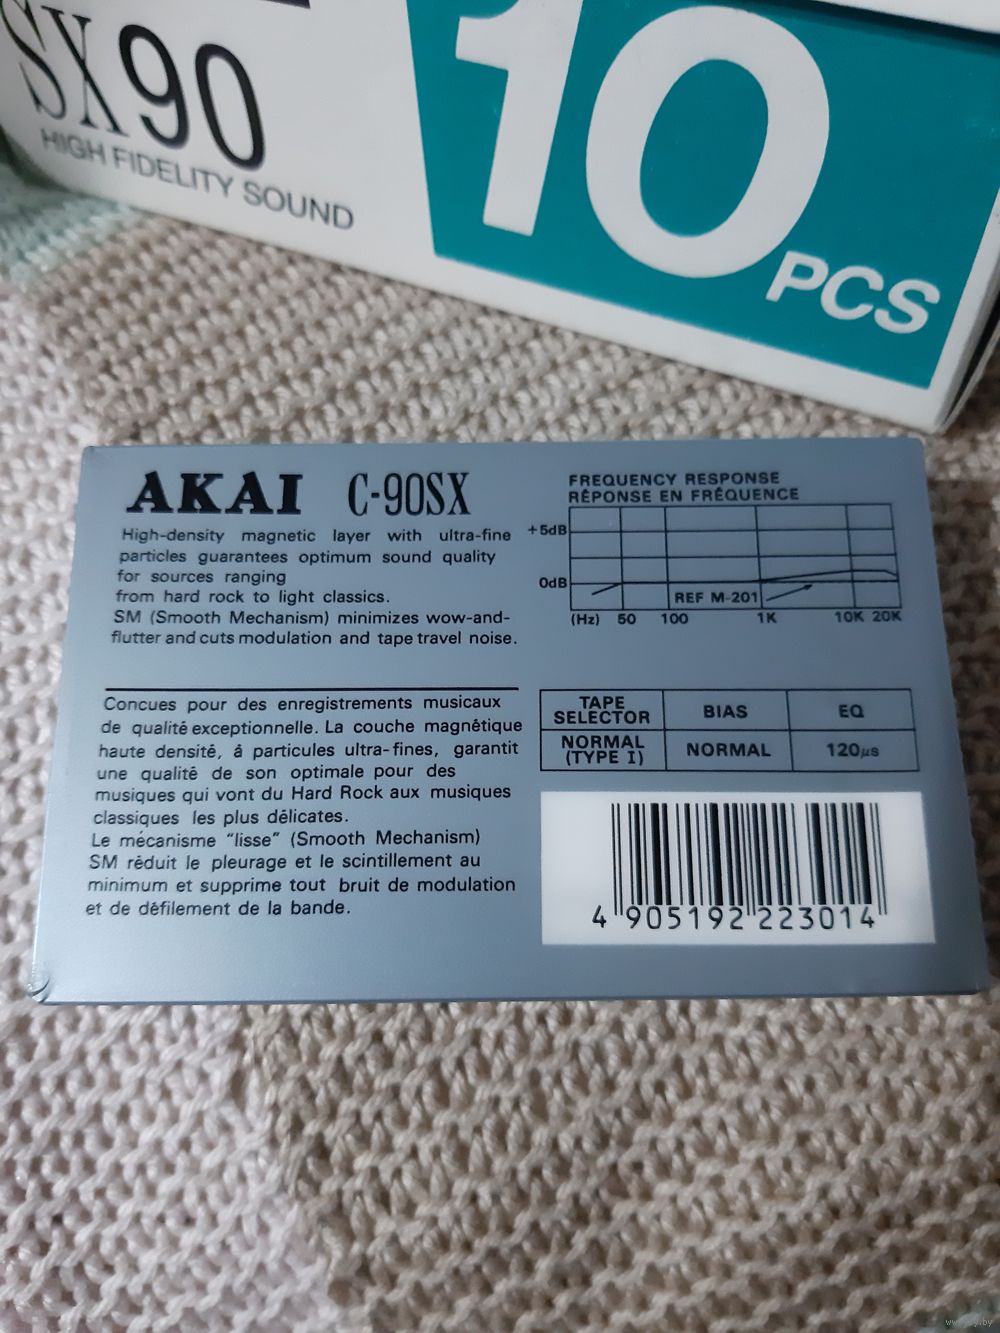 SX90
HIGH FIDELITY SOUND
10
PCS
AKAI C-90SX
High-density magnetic layer with ultra-fine
particles guarantees optimum sound quality
for sources ranging
from hard rock to light classics.
SM (Smooth Mechanism) minimizes wow-and-
flutter and cuts modulation and tape travel noise.
Concues pour des enregistrements musicaux
de qualité exceptionnelle. La couche magnétique
haute densité, â particules ultra-fines, garantit
une qualité de son optimale pour des
musiques qui vont du Hard Rock aux musiques
classiques les plus délicates.
Le mécanisme "lisse" (Smooth Mechanism)
SM réduit le pleurage et le scintillement au
minimum et supprime tout bruit de modulation
et de défilement de la bande.
FREQUENCY RESPONSE
RÉPONSE EN FRÉQUENCE
+5dB
0dB
REF M-201
(Hz) 50 100 1K 10K 20K
TAPE SELECTOR BIAS EQ
NORMAL (TYPE I) NORMAL 120µs
4 905192 223014